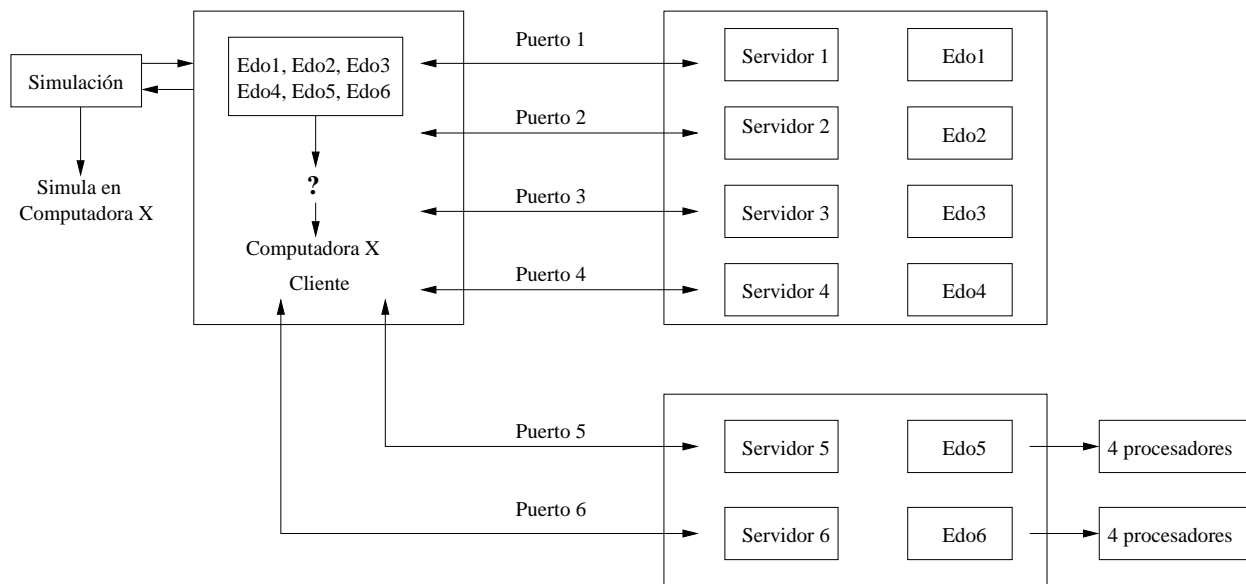 Simulación
Simula en
Computadora X
Edo1, Edo2, Edo3
Edo4, Edo5, Edo6
?
Computadora X
Cliente
Puerto 1
Puerto 2
Puerto 3
Puerto 4
Puerto 5
Puerto 6
Servidor 1
Edo1
Servidor 2
Edo2
Servidor 3
Edo3
Servidor 4
Edo4
Servidor 5
Edo5
4 procesadores
Servidor 6
Edo6
4 procesadores